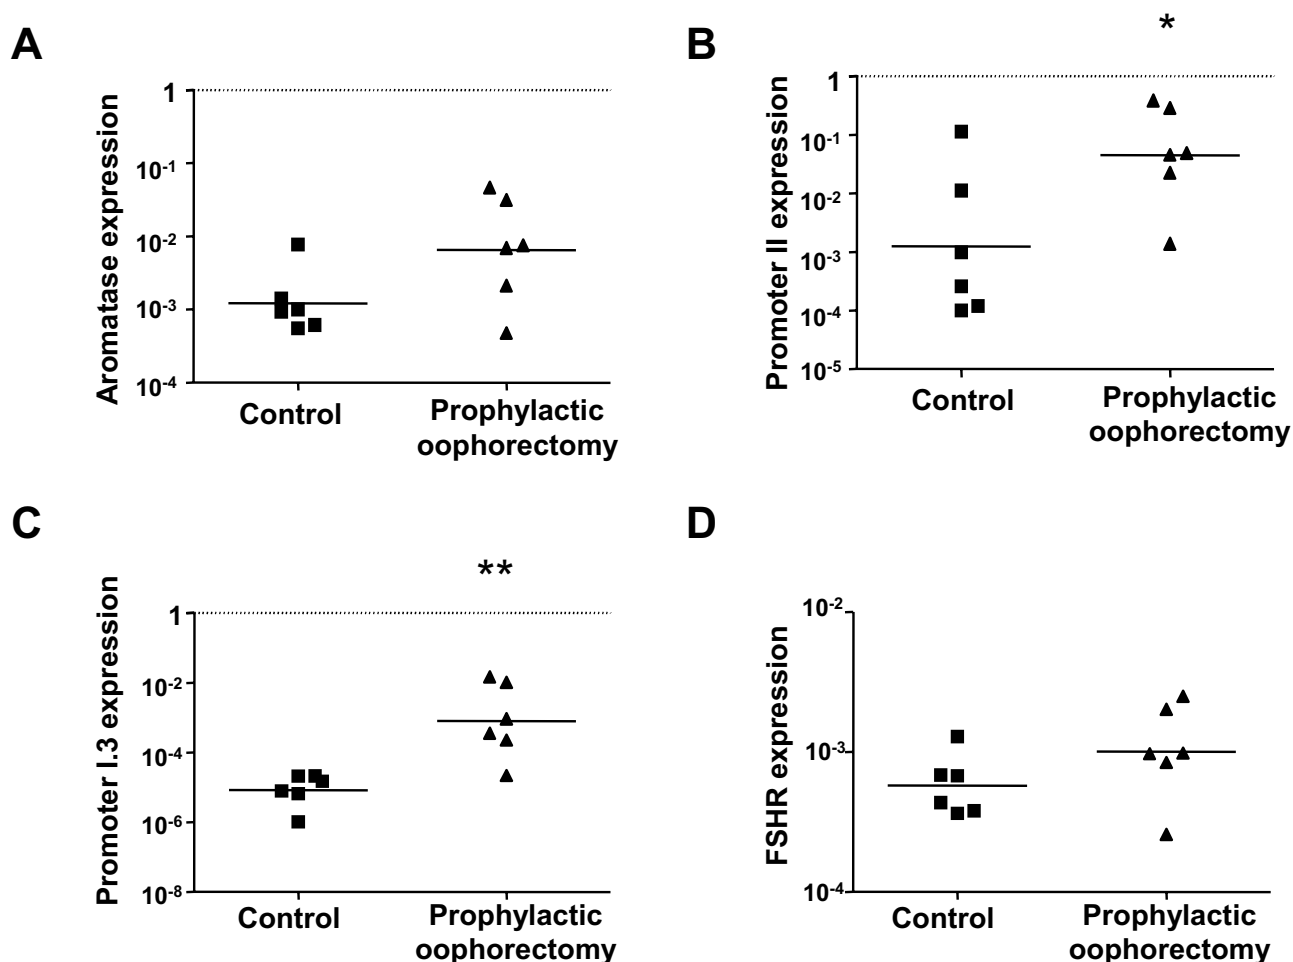 A
Aromatase expression
1
10-1
10-2
10-3
10-4
Control
Prophylactic
oophorectomy
B
*
Promoter II expression
1
10-1
10-2
10-3
10-4
10-5
Control
Prophylactic
oophorectomy
C
**
Promoter I.3 expression
1
10-2
10-4
10-6
10-8
Control
Prophylactic
oophorectomy
D
FSHR expression
10-2
10-3
10-4
Control
Prophylactic
oophorectomy